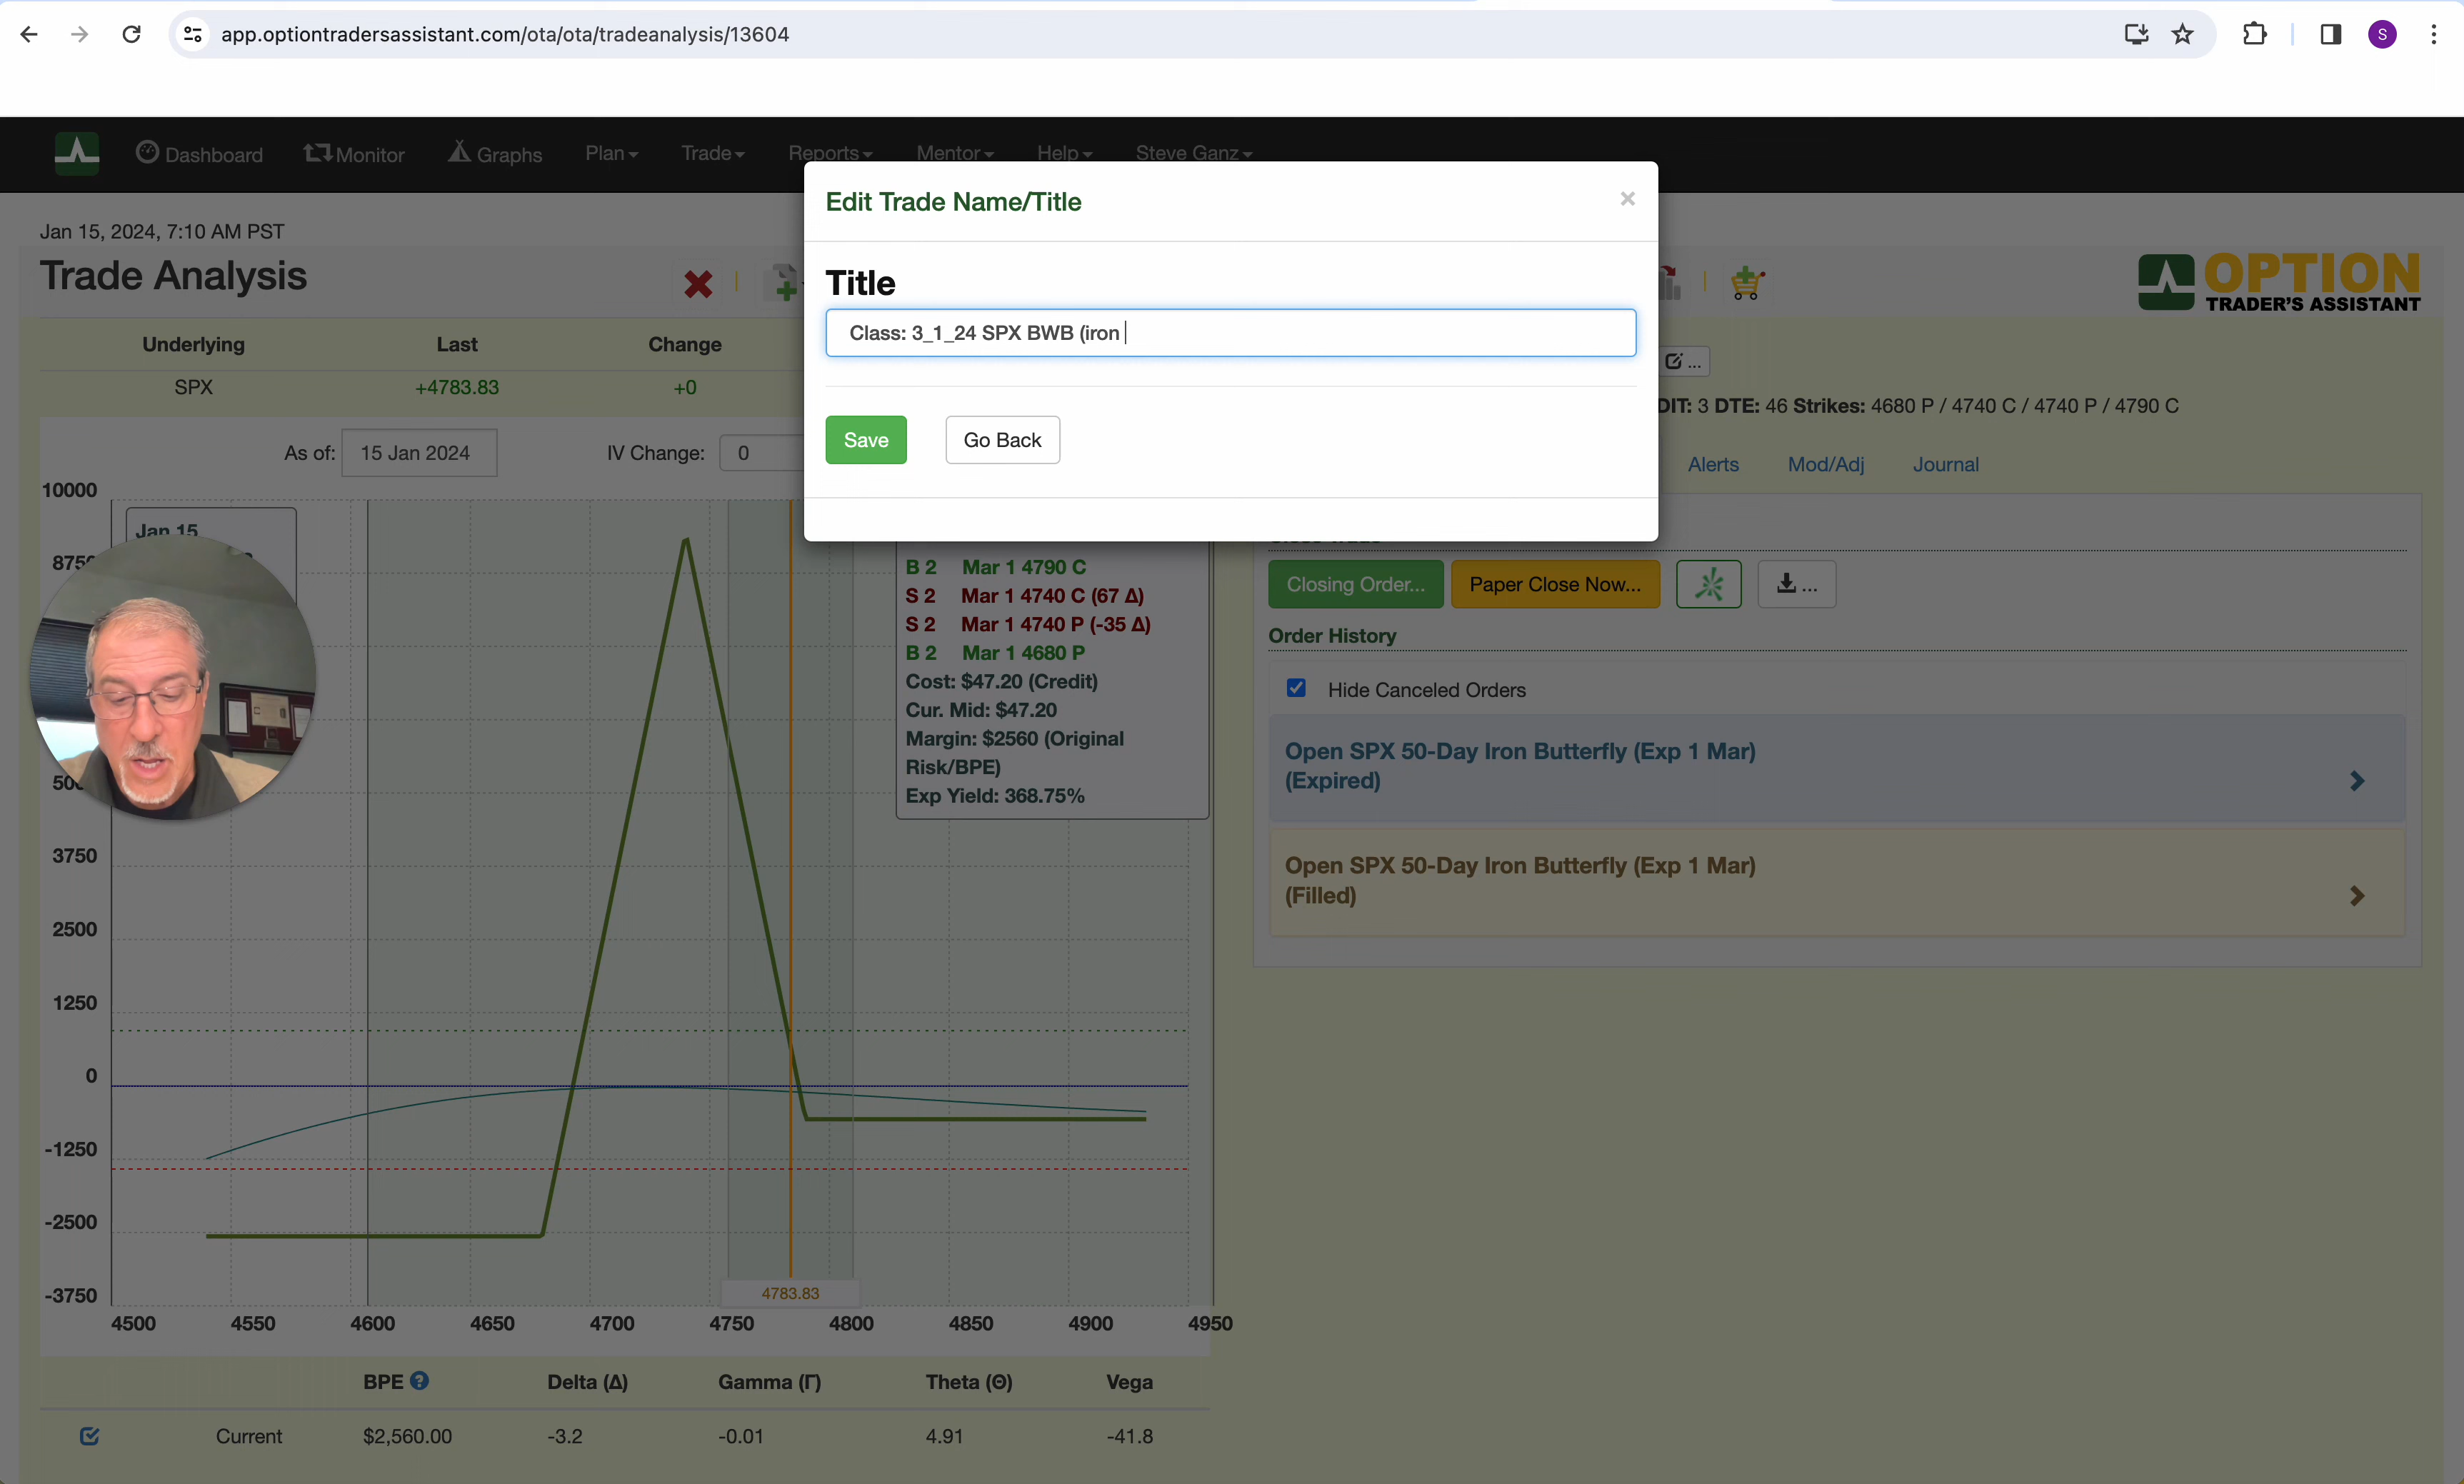 app.optiontradersassistant.com/ota/ota/tradeanalysis/13604
S
Dashboard
Monitor
Graphs
Plan
Trade
Reports
Mentor
Help
Steve Ganz
Edit Trade Name/Title
×
Jan 15, 2024, 7:10 AM PST
Trade Analysis
Title
Class: 3_1_24 SPX BWB (iron
Save
Go Back
OPTION
TRADER'S ASSISTANT
Underlying
Last
Change
SPX
+4783.83
+0
...
DIT: 3 DTE: 46 Strikes: 4680 P / 4740 C / 4740 P / 4790 C
As of:
15 Jan 2024
IV Change:
0
Alerts
Mod/Adj
Journal
10000
Jan 15
B 2 Mar 1 4790 C
S 2 Mar 1 4740 C (67 Δ)
S 2 Mar 1 4740 P (-35 Δ)
B 2 Mar 1 4680 P
Cost: $47.20 (Credit)
Cur. Mid: $47.20
Margin: $2560 (Original
Risk/BPE)
Exp Yield: 368.75%
3750
2500
1250
0
-1250
-2500
-3750
4783.83
4500
4550
4600
4650
4700
4750
4800
4850
4900
4950
Closing Order...
Paper Close Now...
...
Order History
Hide Canceled Orders
Open SPX 50-Day Iron Butterfly (Exp 1 Mar)
(Expired)
Open SPX 50-Day Iron Butterfly (Exp 1 Mar)
(Filled)
BPE ?
Delta (Δ)
Gamma (Γ)
Theta (Θ)
Vega
Current
$2,560.00
-3.2
-0.01
4.91
-41.8